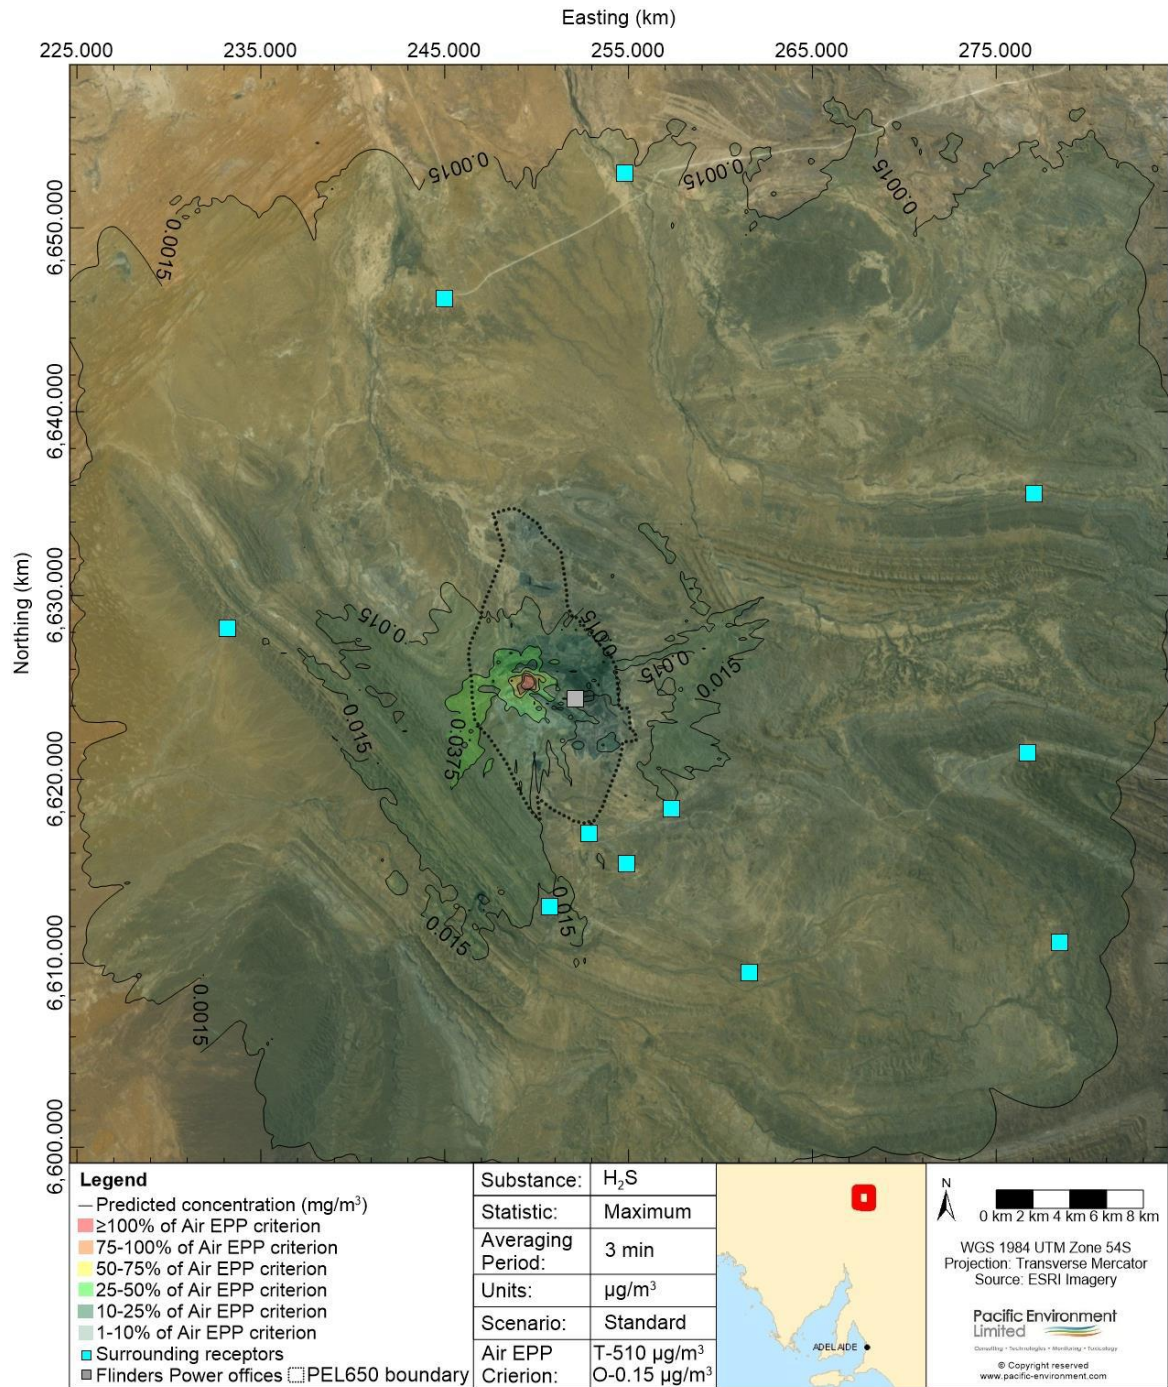 Easting (km)
225.000 235.000 245.000 255.000 265.000 275.000
Northing (km)
6,650.000
6,640.000
6,630.000
6,620.000
6,610.000
6,600.000
0.0015
0.0015
0.0015
0.0015
0.015
0.015
0.015
0.015
0.015
0.0375
0.015
0.015
0.0015
Legend
Predicted concentration (mg/m³)
≥100% of Air EPP criterion
75-100% of Air EPP criterion
50-75% of Air EPP criterion
25-50% of Air EPP criterion
10-25% of Air EPP criterion
1-10% of Air EPP criterion
Surrounding receptors
Flinders Power offices PEL650 boundary
Substance: H₂S
Statistic: Maximum
Averaging Period: 3 min
Units: µg/m³
Scenario: Standard
Air EPP Crierion: T-510 µg/m³
O-0.15 µg/m³
ADELAIDE
N
0 km 2 km 4 km 6 km 8 km
WGS 1984 UTM Zone 54S
Projection: Transverse Mercator
Source: ESRI Imagery
Pacific Environment
Limited
Consulting • Technologies • Monitoring • Toxicology
© Copyright reserved
www.pacific-environment.com